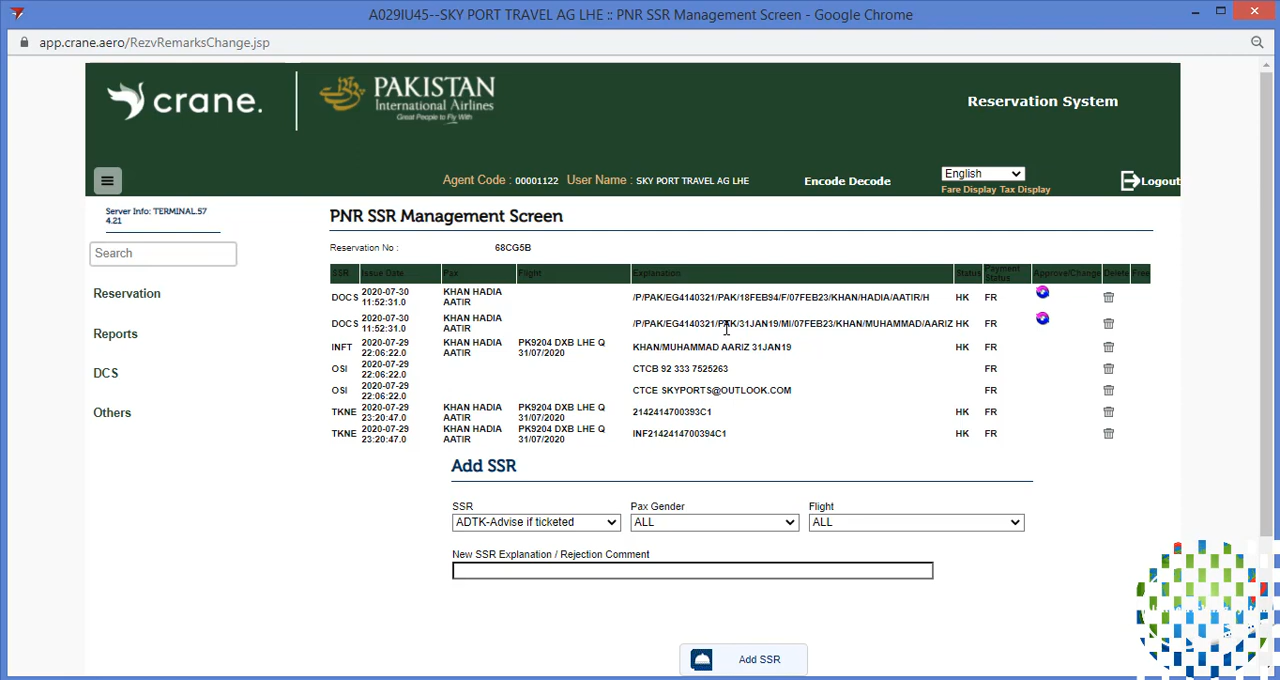 A029IU45--SKY PORT TRAVEL AG LHE :: PNR SSR Management Screen - Google Chrome
app.crane.aero/RezvRemarksChange.jsp
crane.
PAKISTAN
International Airlines
Great People to Fly With
Reservation System
Agent Code : 00001122 User Name : SKY PORT TRAVEL AG LHE
Encode Decode
English
Fare Display Tax Display
Logout
Server Info: TERMINAL.57
4.21
Search
Reservation
Reports
DCS
Others
PNR SSR Management Screen
Reservation No : 68CG5B
SSR Issue Date Pax Flight Explanation Status Payment Status Approve/Change Delete Free
DOCS 2020-07-30 11:52:31.0 KHAN HADIA AATIR /P/PAK/EG4140321/PAK/18FEB94/F/07FEB23/KHAN/HADIA/AATIR/H HK FR
DOCS 2020-07-30 11:52:31.0 KHAN HADIA AATIR /P/PAK/EG4140321/PAK/31JAN19/MI/07FEB23/KHAN/MUHAMMAD/AARIZ HK FR
INFT 2020-07-29 22:06:22.0 KHAN HADIA AATIR PK9204 DXB LHE Q 31/07/2020 KHAN/MUHAMMAD AARIZ 31JAN19 HK FR
OSI 2020-07-29 22:06:22.0 CTCB 92 333 7525263 FR
OSI 2020-07-29 22:06:22.0 CTCE SKYPORTS@OUTLOOK.COM FR
TKNE 2020-07-29 23:20:47.0 KHAN HADIA AATIR PK9204 DXB LHE Q 31/07/2020 2142414700393C1 HK FR
TKNE 2020-07-29 23:20:47.0 KHAN HADIA AATIR PK9204 DXB LHE Q 31/07/2020 INF2142414700394C1 HK FR
Add SSR
SSR Pax Gender Flight
ADTK-Advise if ticketed ALL ALL
New SSR Explanation / Rejection Comment
Add SSR